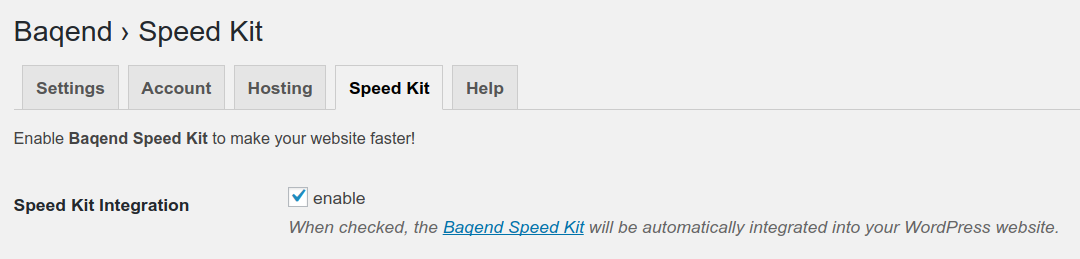 Baqend › Speed Kit
Settings Account Hosting Speed Kit Help
Enable Baqend Speed Kit to make your website faster!
Speed Kit Integration enable
When checked, the Baqend Speed Kit will be automatically integrated into your WordPress website.